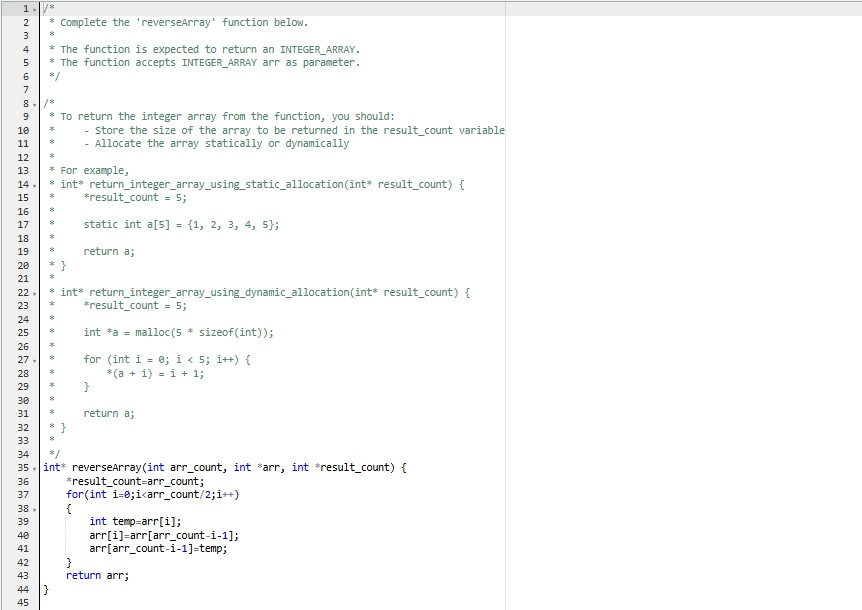 1 /*
2 * Complete the 'reverseArray' function below.
3 *
4 * The function is expected to return an INTEGER_ARRAY.
5 * The function accepts INTEGER_ARRAY arr as parameter.
6 */
7
8 /*
9 * To return the integer array from the function, you should:
10 *     - Store the size of the array to be returned in the result_count variable
11 *     - Allocate the array statically or dynamically
12 *
13 * For example,
14 * int* return_integer_array_using_static_allocation(int* result_count) {
15 *     *result_count = 5;
16 *
17 *     static int a[5] = {1, 2, 3, 4, 5};
18 *
19 *     return a;
20 * }
21 *
22 * int* return_integer_array_using_dynamic_allocation(int* result_count) {
23 *     *result_count = 5;
24 *
25 *     int *a = malloc(5 * sizeof(int));
26 *
27 *     for (int i = 0; i < 5; i++) {
28 *         *(a + i) = i + 1;
29 *     }
30 *
31 *     return a;
32 * }
33 *
34 */
35 int* reverseArray(int arr_count, int *arr, int *result_count) {
36     *result_count=arr_count;
37     for(int i=0;i<arr_count/2;i++)
38     {
39         int temp=arr[i];
40         arr[i]=arr[arr_count-i-1];
41         arr[arr_count-i-1]=temp;
42     }
43     return arr;
44 }
45